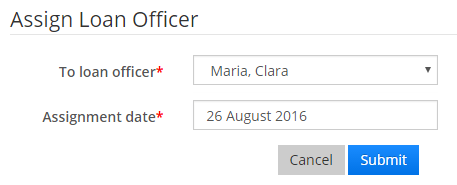 Assign Loan Officer
To loan officer* Maria, Clara
Assignment date* 26 August 2016
Cancel Submit